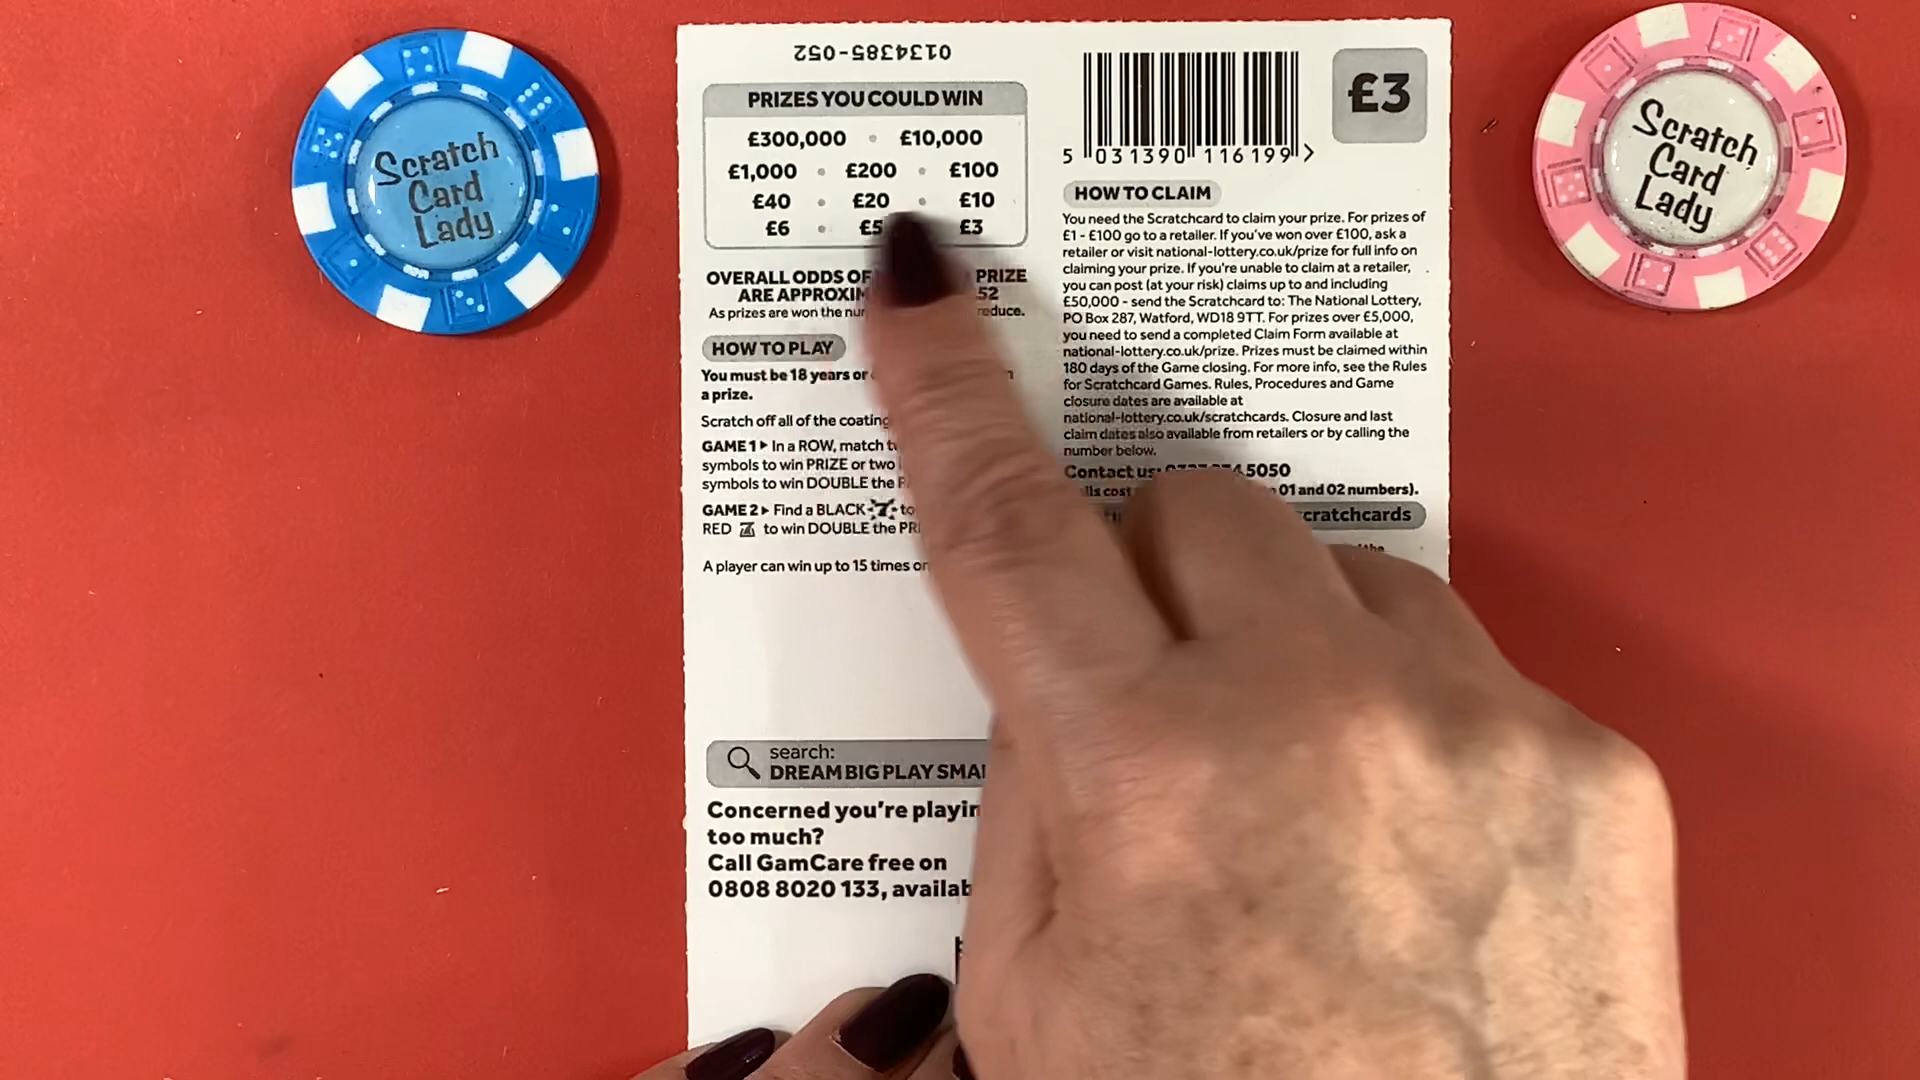 Scratch
Card
Lady
0134385-052
PRIZES YOU COULD WIN
£300,000 • £10,000
£1,000 • £200 • £100
£40 • £20 • £10
£6 • £5 £3
OVERALL ODDS OF PRIZE
ARE 52
As prizes are won the reduce.
HOW TO PLAY
You must be 18 years or
a prize.
Scratch off all of the coating
GAME 1 ▸ In a ROW, match
symbols to win PRIZE or two
symbols to win DOUBLE the
GAME 2 ▸ Find a BLACK 7 to
RED 7 to win DOUBLE the
A player can win up to 15 times
search:
DREAM BIG PLAY
Concerned you're
too much?
Call GamCare free on
0808 8020 133,
5 031390 116199 >
£3
HOW TO CLAIM
You need the Scratchcard to claim your prize. For prizes of
£1 - £100 go to a retailer. If you've won over £100, ask a
retailer or visit national-lottery.co.uk/prize for full info on
claiming your prize. If you're unable to claim at a retailer,
you can post (at your risk) claims up to and including
£50,000 - send the Scratchcard to: The National Lottery,
PO Box 287, Watford, WD18 9TT. For prizes over £5,000,
you need to send a completed Claim Form available at
national-lottery.co.uk/prize. Prizes must be claimed within
180 days of the Game closing. For more info, see the Rules
for Scratchcard Games. Rules, Procedures and Game
closure dates are available at
national-lottery.co.uk/scratchcards. Closure and last
claim dates also available from retailers or by calling the
number below.
Contact us: 5050
cost 01 and 02 numbers).
scratchcards
the
Scratch
Card
Lady